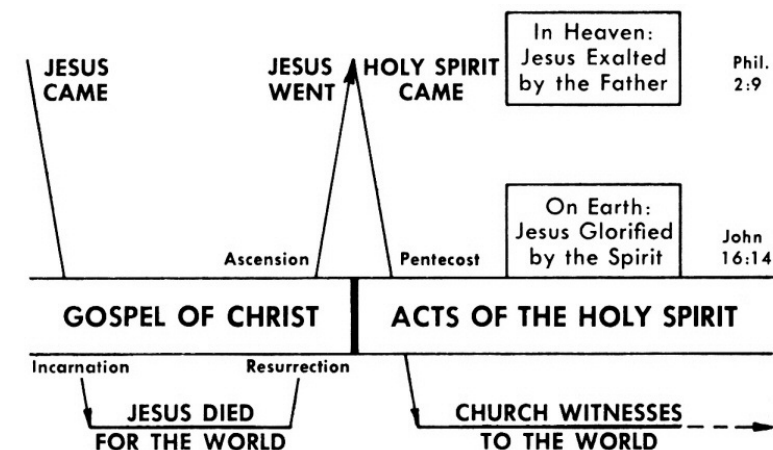 JESUS
CAME
JESUS
WENT
HOLY SPIRIT
CAME
In Heaven:
Jesus Exalted
by the Father
Phil.
2:9
Ascension
Pentecost
On Earth:
Jesus Glorified
by the Spirit
John
16:14
GOSPEL OF CHRIST
ACTS OF THE HOLY SPIRIT
Incarnation
Resurrection
JESUS DIED
FOR THE WORLD
CHURCH WITNESSES
TO THE WORLD